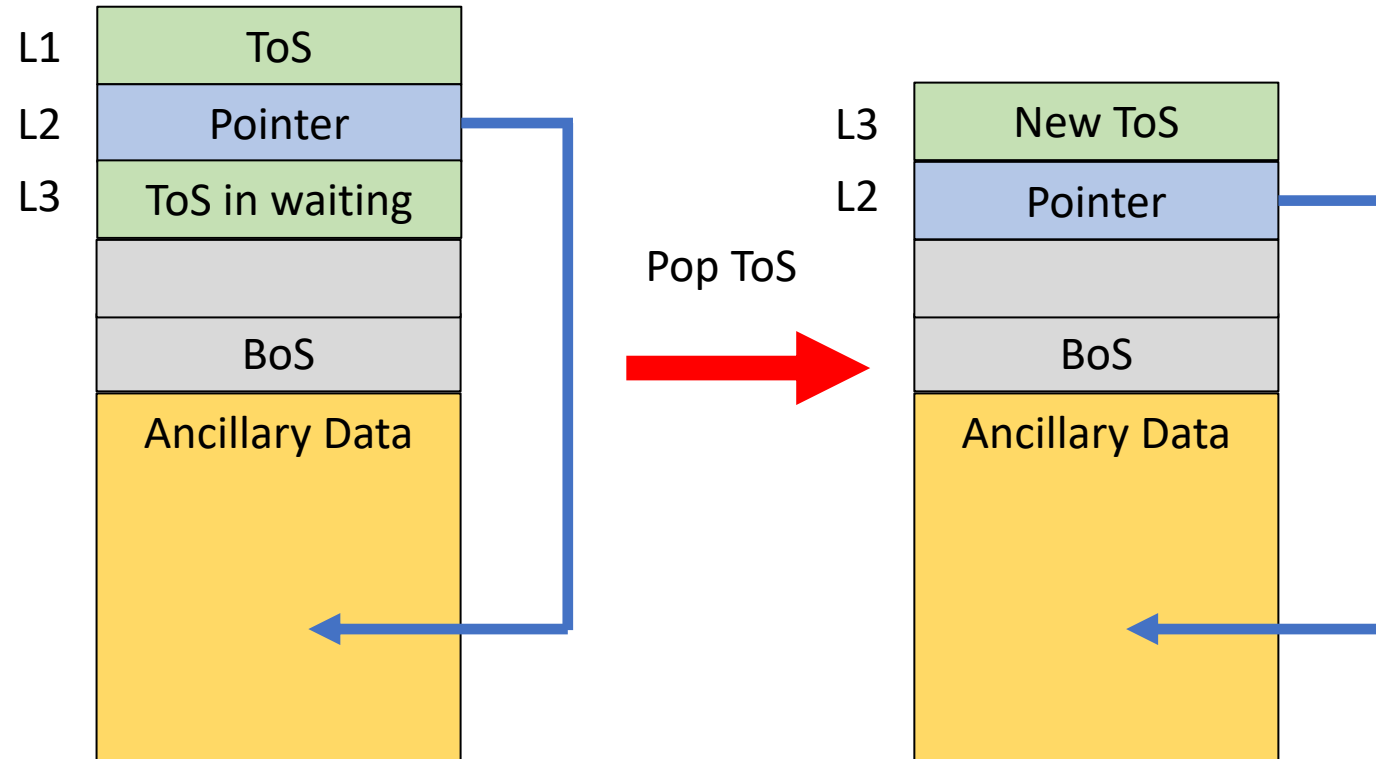 L1
ToS
L2
Pointer
L3
ToS in waiting
BoS
Ancillary Data
Pop ToS
L3
New ToS
L2
Pointer
BoS
Ancillary Data